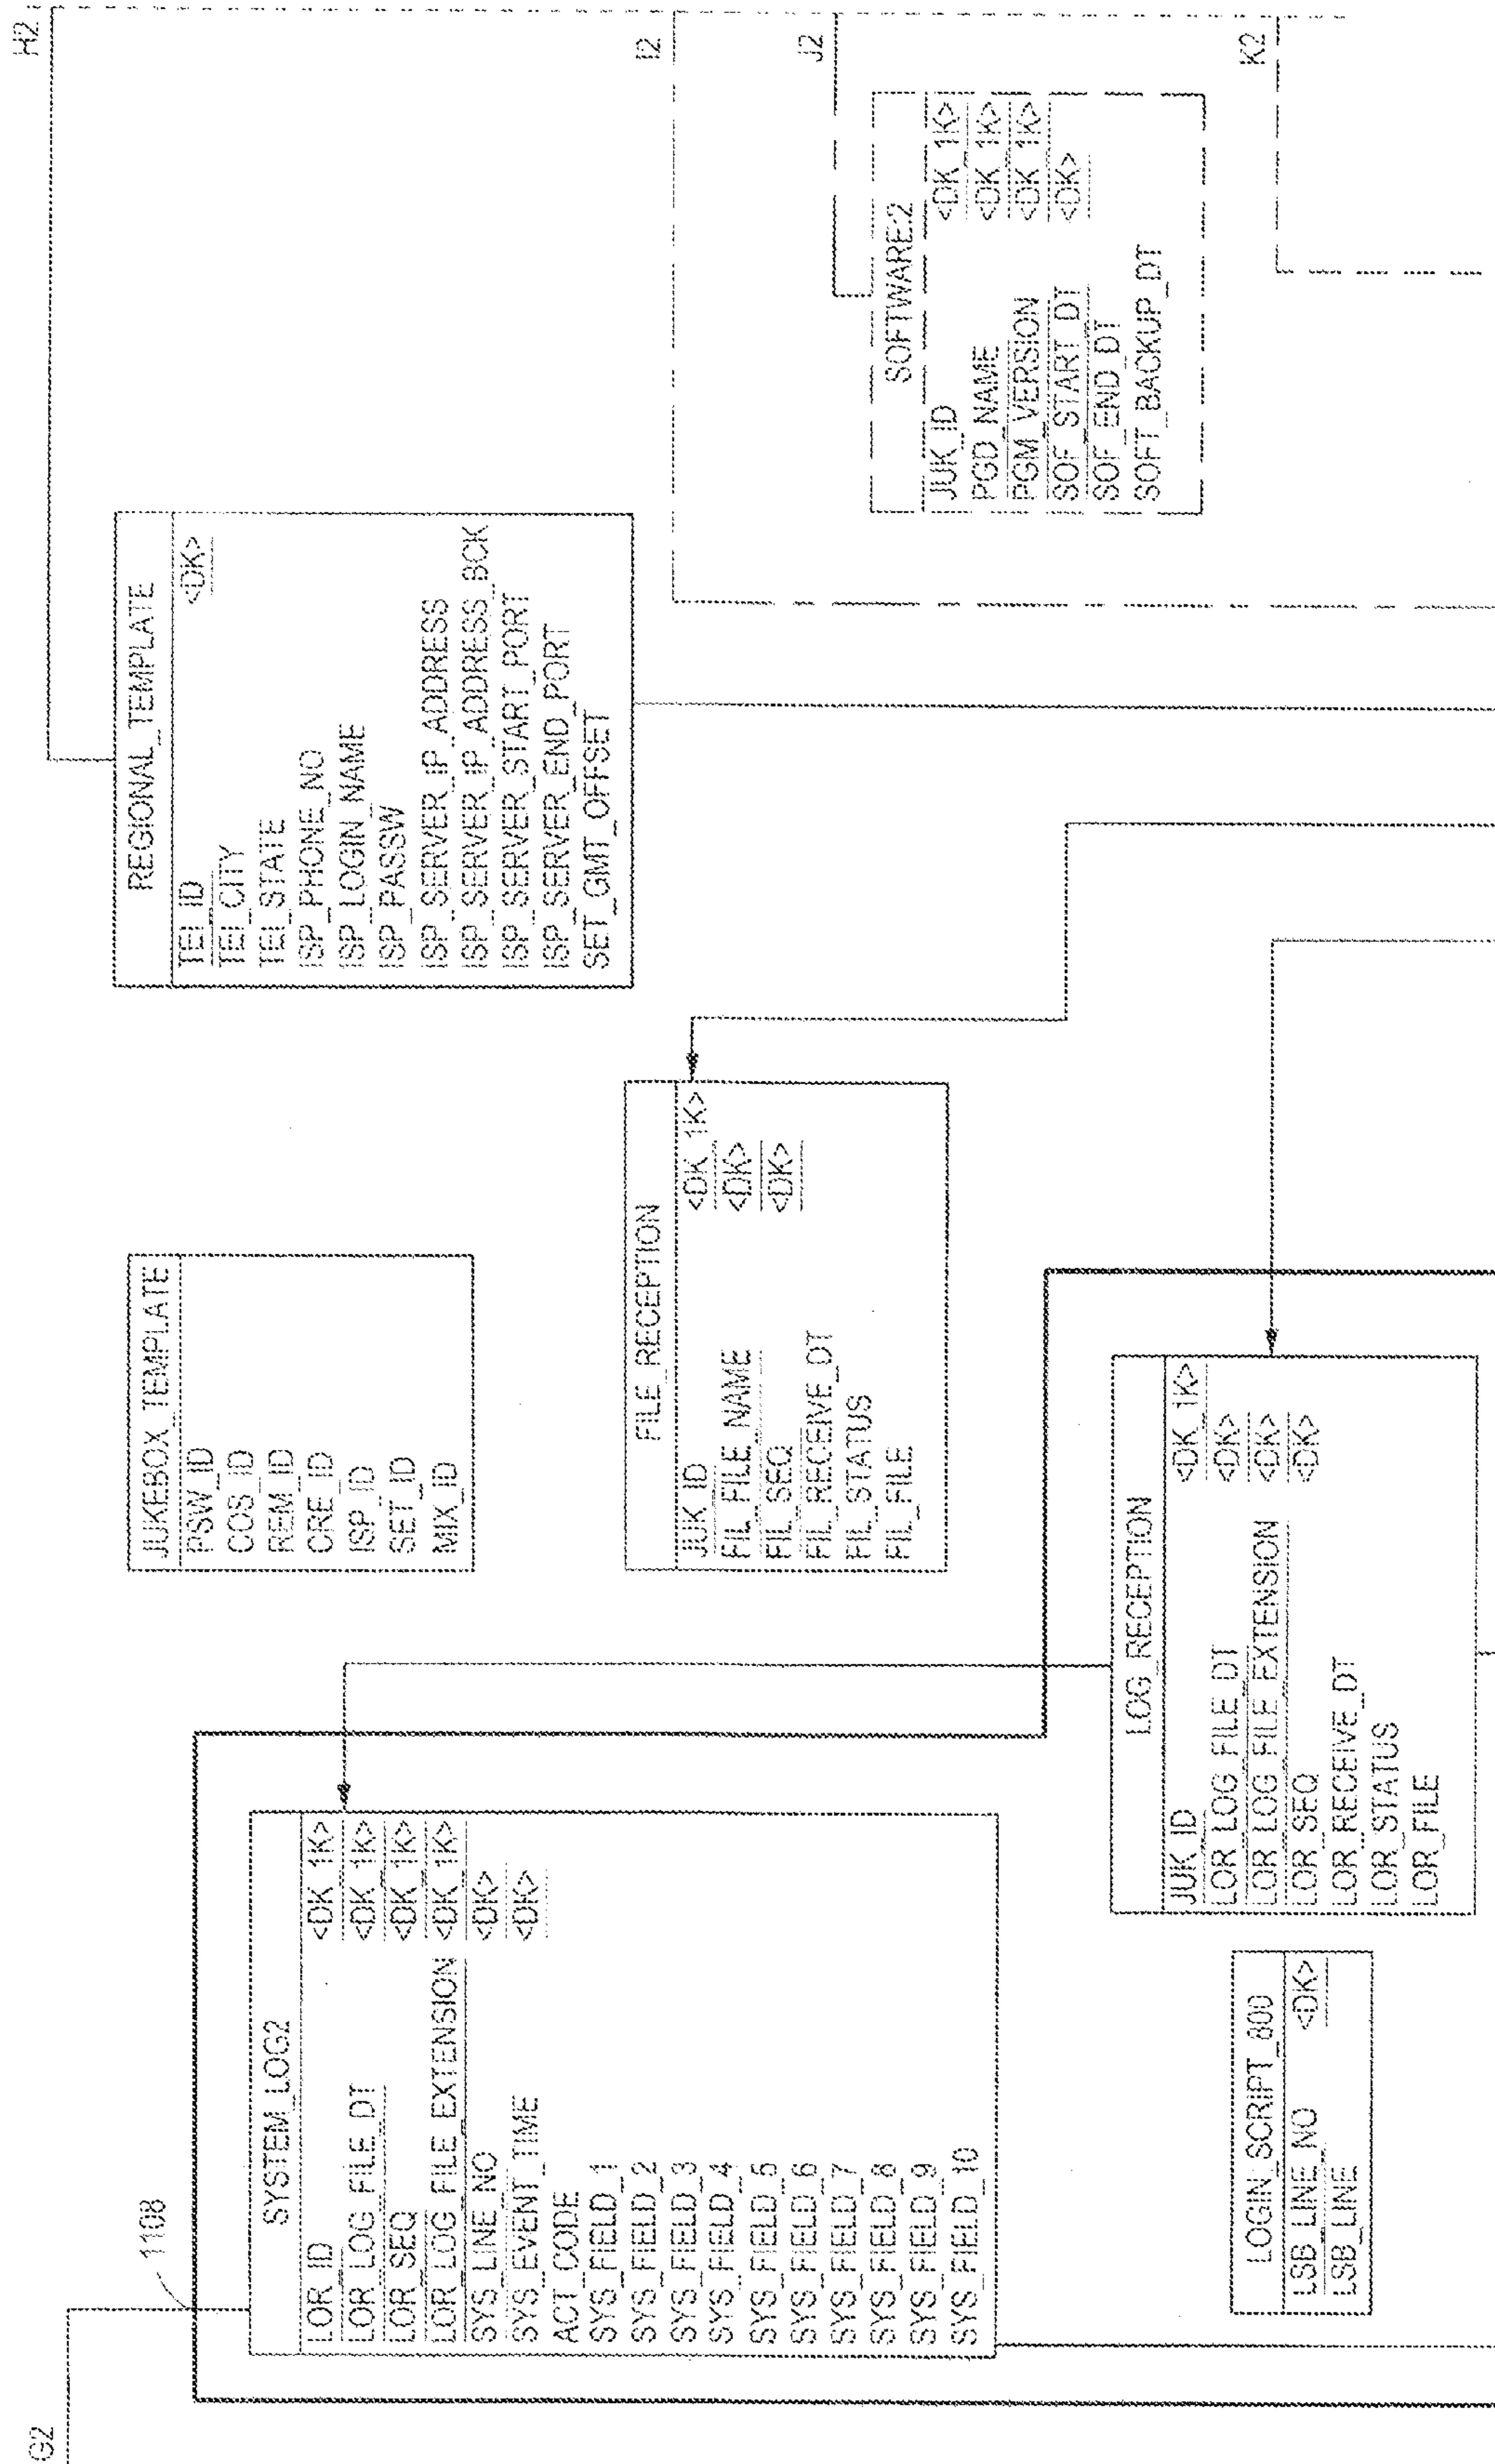 G2
1108
SYSTEM_LOG2
LOR_ID <DK_1K>
LOR_LOG_FILE_DT <DK_1K>
LOR_SEQ <DK_1K>
LOR_LOG_FILE_EXTENSION <DK_1K>
SYS_LINE_NO <DK>
SYS_EVENT_TIME <DK>
ACT_CODE
SYS_FIELD_1
SYS_FIELD_2
SYS_FIELD_3
SYS_FIELD_4
SYS_FIELD_5
SYS_FIELD_6
SYS_FIELD_7
SYS_FIELD_8
SYS_FIELD_9
SYS_FIELD_10
LOGIN_SCRIPT_800
LSB_LINE_NO <DK>
LSB_LINE
JUKEBOX_TEMPLATE
PSW_ID
COS_ID
REM_ID
CRE_ID
ISP_ID
SET_ID
MIX_ID
FILE_RECEPTION
JUK_ID <DK_1K>
FIL_FILE_NAME <DK>
FIL_SEQ <DK>
FIL_RECEIVE_DT
FIL_STATUS
FIL_FILE
LOG_RECEPTION
JUK_ID <DK_1K>
LOR_LOG_FILE_DT <DK>
LOR_LOG_FILE_EXTENSION <DK>
LOR_SEQ <DK>
LOR_RECEIVE_DT
LOR_STATUS
LOR_FILE
H2
REGIONAL_TEMPLATE
TEI_ID <DK>
TEI_CITY
TEI_STATE
ISP_PHONE_NO
ISP_LOGIN_NAME
ISP_PASSW
ISP_SERVER_IP_ADDRESS
ISP_SERVER_IP_ADDRESS_BCK
ISP_SERVER_START_PORT
ISP_SERVER_END_PORT
SET_GMT_OFFSET
I2
J2
SOFTWARE:2
JUK_ID <DK_1K>
PGD_NAME <DK_1K>
PGM_VERSION <DK_1K>
SOF_START_DT <DK>
SOF_END_DT
SOFT_BACKUP_DT
K2